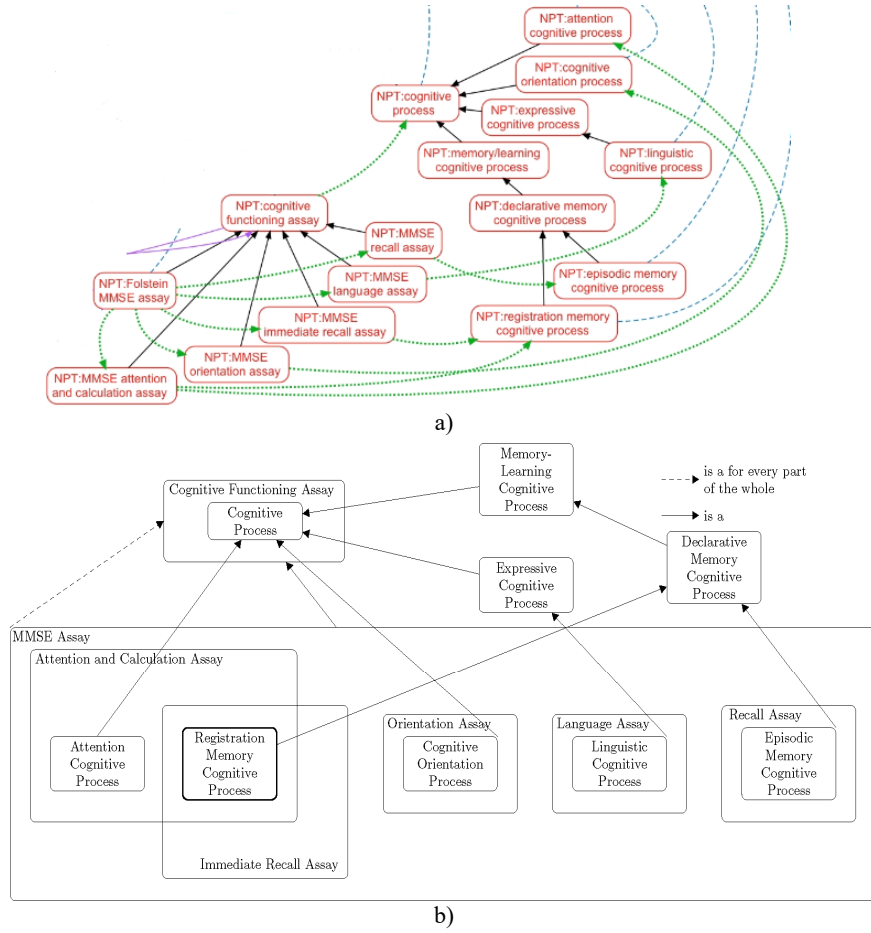 NPT:attention
cognitive process
NPT:cognitive
orientation process
NPT:cognitive
process
NPT:expressive
cognitive process
NPT:memory/learning
cognitive process
NPT:linguistic
cognitive process
NPT:cognitive
functioning assay
NPT:declarative memory
cognitive process
NPT:MMSE
recall assay
NPT:Folstein
MMSE assay
NPT:MMSE
language assay
NPT:episodic memory
cognitive process
NPT:MMSE
immediate recall assay
NPT:registration memory
cognitive process
NPT:MMSE
orientation assay
NPT:MMSE attention
and calculation assay
a)
Memory-
Learning
Cognitive
Process
is a for every part
of the whole
is a
Cognitive Functioning Assay
Cognitive
Process
Declarative
Memory
Cognitive
Process
Expressive
Cognitive
Process
MMSE Assay
Attention and Calculation Assay
Attention
Cognitive
Process
Registration
Memory
Cognitive
Process
Immediate Recall Assay
Orientation Assay
Cognitive
Orientation
Process
Language Assay
Linguistic
Cognitive
Process
Recall Assay
Episodic
Memory
Cognitive
Process
b)